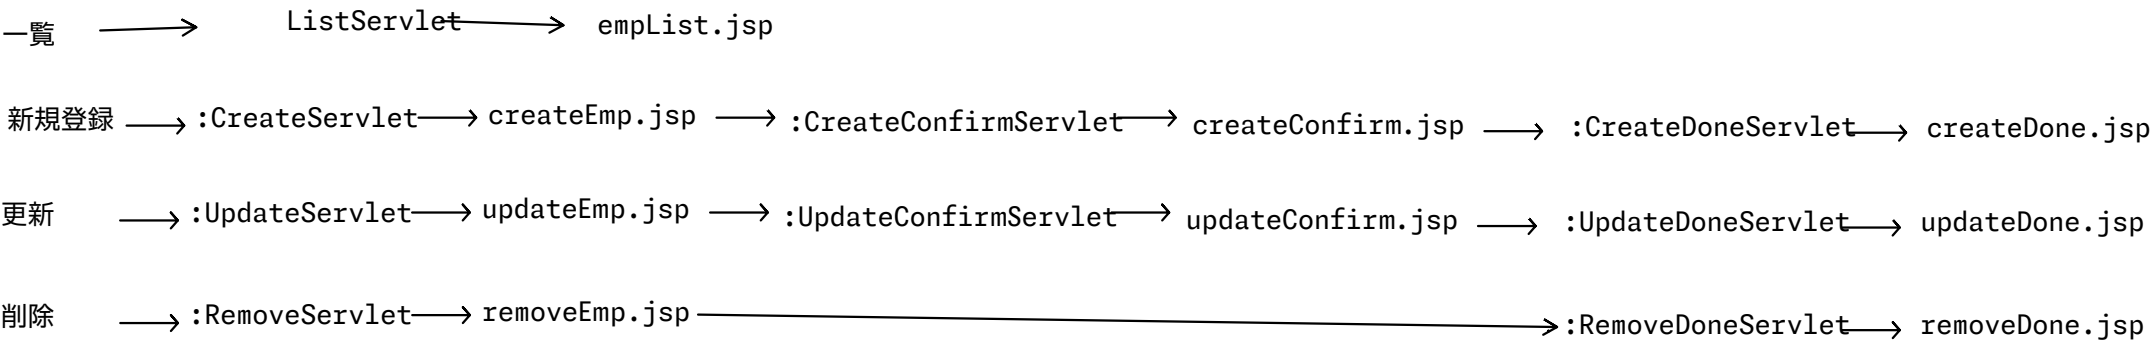 一覧 ListServlet empList.jsp
新規登録 :CreateServlet createEmp.jsp :CreateConfirmServlet createConfirm.jsp :CreateDoneServlet createDone.jsp
更新 :UpdateServlet updateEmp.jsp :UpdateConfirmServlet updateConfirm.jsp :UpdateDoneServlet updateDone.jsp
削除 :RemoveServlet removeEmp.jsp :RemoveDoneServlet removeDone.jsp